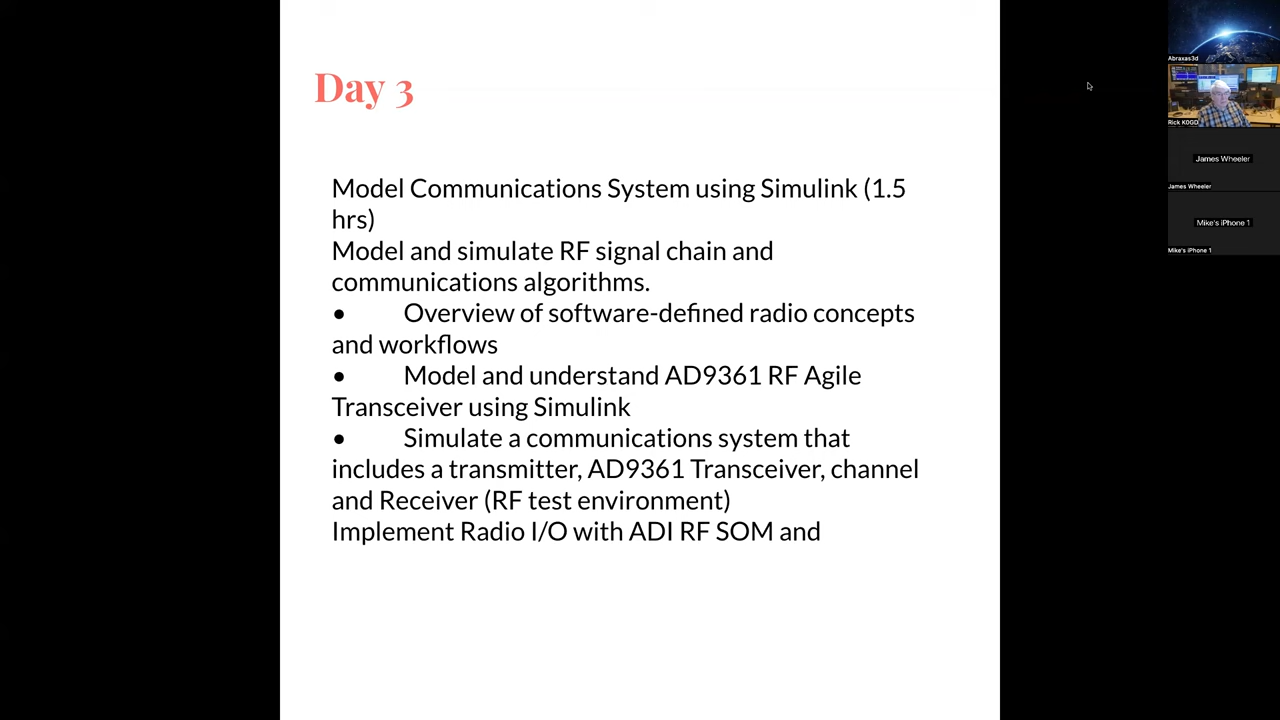 Day 3
Model Communications System using Simulink (1.5
hrs)
Model and simulate RF signal chain and
communications algorithms.
• Overview of software-defined radio concepts
and workflows
• Model and understand AD9361 RF Agile
Transceiver using Simulink
• Simulate a communications system that
includes a transmitter, AD9361 Transceiver, channel
and Receiver (RF test environment)
Implement Radio I/O with ADI RF SOM and
Abraxas3d
Rick K0GD
James Wheeler
James Wheeler
Mike's iPhone 1
Mike's iPhone 1